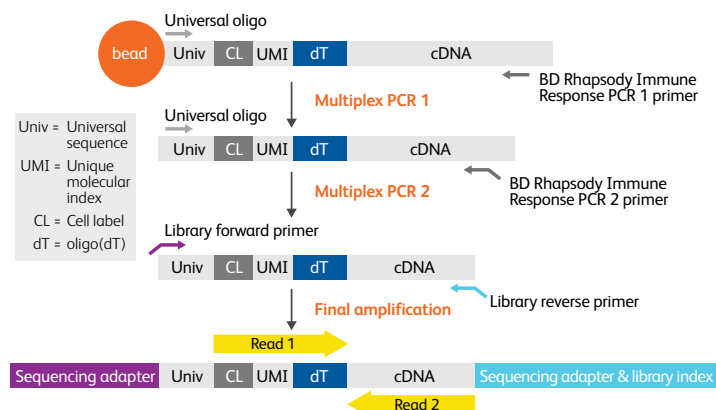 Universal oligo
bead
Univ CL UMI dT cDNA
BD Rhapsody Immune
Response PCR 1 primer
Multiplex PCR 1
Universal oligo
Univ = Universal
sequence
UMI = Unique
molecular
index
CL = Cell label
dT = oligo(dT)
Univ CL UMI dT cDNA
BD Rhapsody Immune
Response PCR 2 primer
Multiplex PCR 2
Library forward primer
Univ CL UMI dT cDNA
Library reverse primer
Final amplification
Read 1
Sequencing adapter Univ CL UMI dT cDNA Sequencing adapter & library index
Read 2